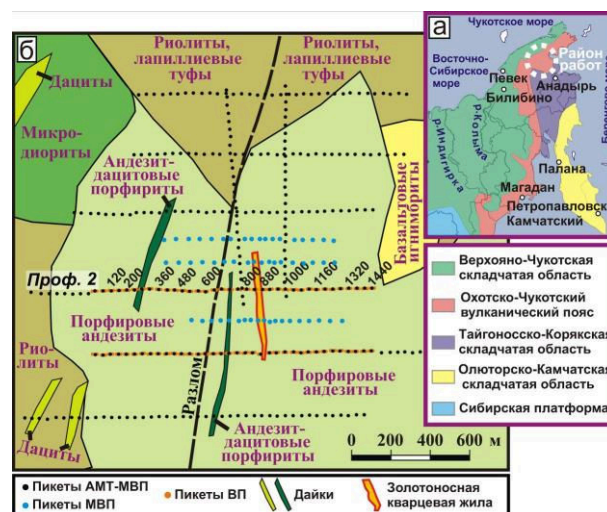 б
Риолиты,
лапиллиевые
туфы
Риолиты,
лапиллиевые
туфы
Дациты
Микро-
диориты
Андезит-
дацитовые
порфириты
Базальтовые
игнимориты
Проф. 2
120
200
360
480
600
800
880
1000
1160
1320
1440
Порфировые
андезиты
Разлом
Порфировые
андезиты
Рио-
литы
Дациты
Андезит-
дацитовые
порфириты
0 200 400 600 м
а
Чукотское море
Восточно-
Сибирское
море
Район
работ
Певек
Анадырь
Билибино
р.Колыма
р.Индигирка
Палана
Магадан
Петропавловск-
Камчатский
Верхояно-Чукотская
складчатая область
Охотско-Чукотский
вулканический пояс
Тайгоносско-Корякская
складчатая область
Олюторско-Камчатская
складчатая область
Сибирская платформа
Пикеты АМТ-МВП
Пикеты ВП
Дайки
Золотоносная
кварцевая жила
Пикеты МВП